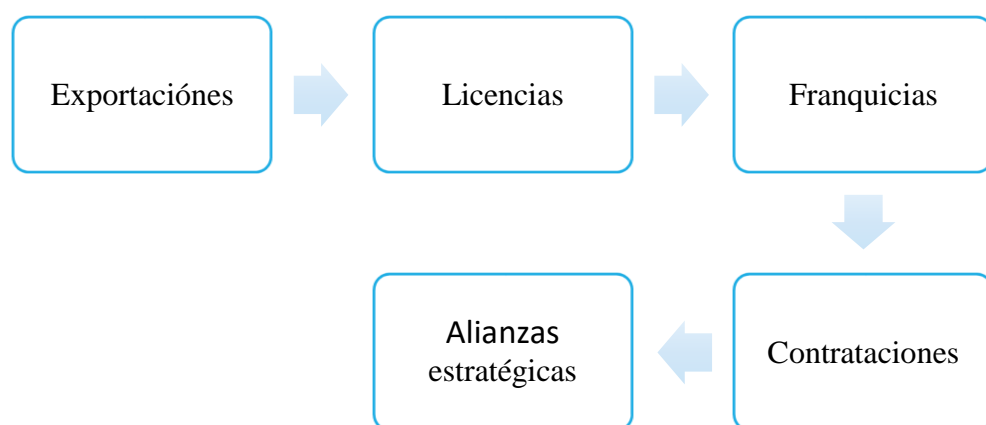 Exportaciónes
Licencias
Franquicias
Contrataciones
Alianzas
estratégicas